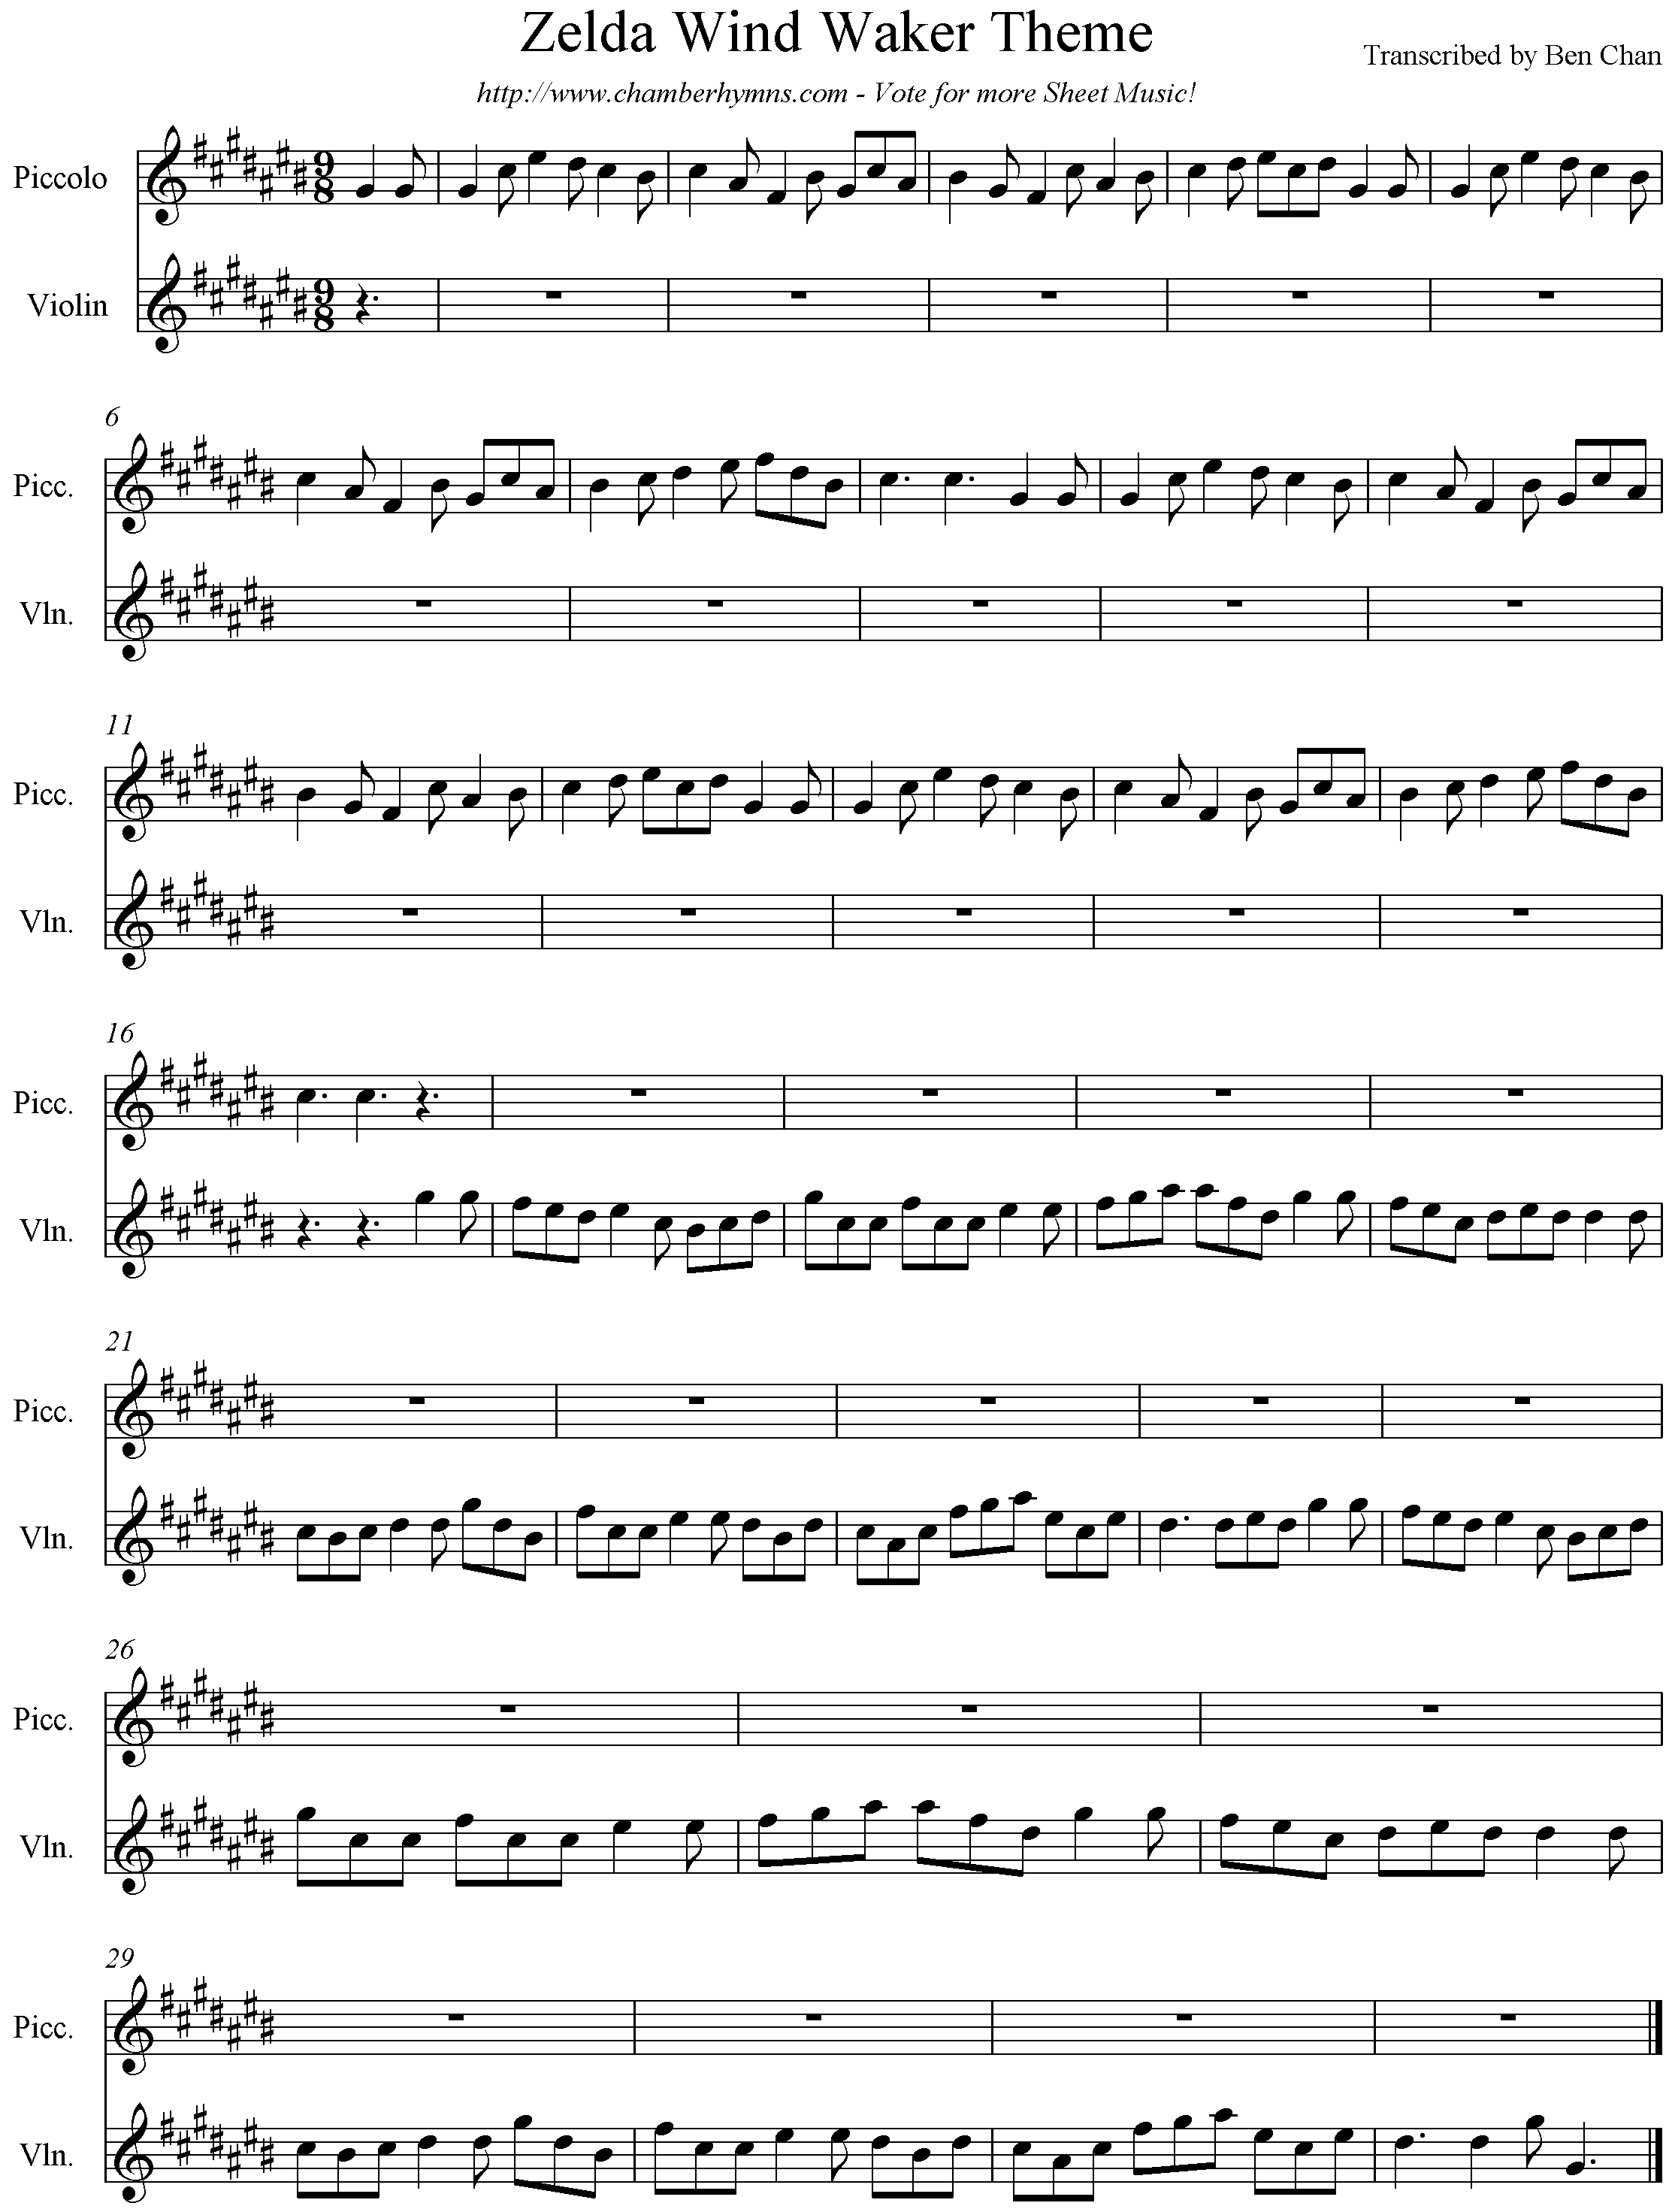 Zelda Wind Waker Theme
Transcribed by Ben Chan
http://www.chamberhymns.com - Vote for more Sheet Music!
Piccolo
9
8
Violin
9
8
6
Picc.
Vln.
11
Picc.
Vln.
16
Picc.
Vln.
21
Picc.
Vln.
26
Picc.
Vln.
29
Picc.
Vln.